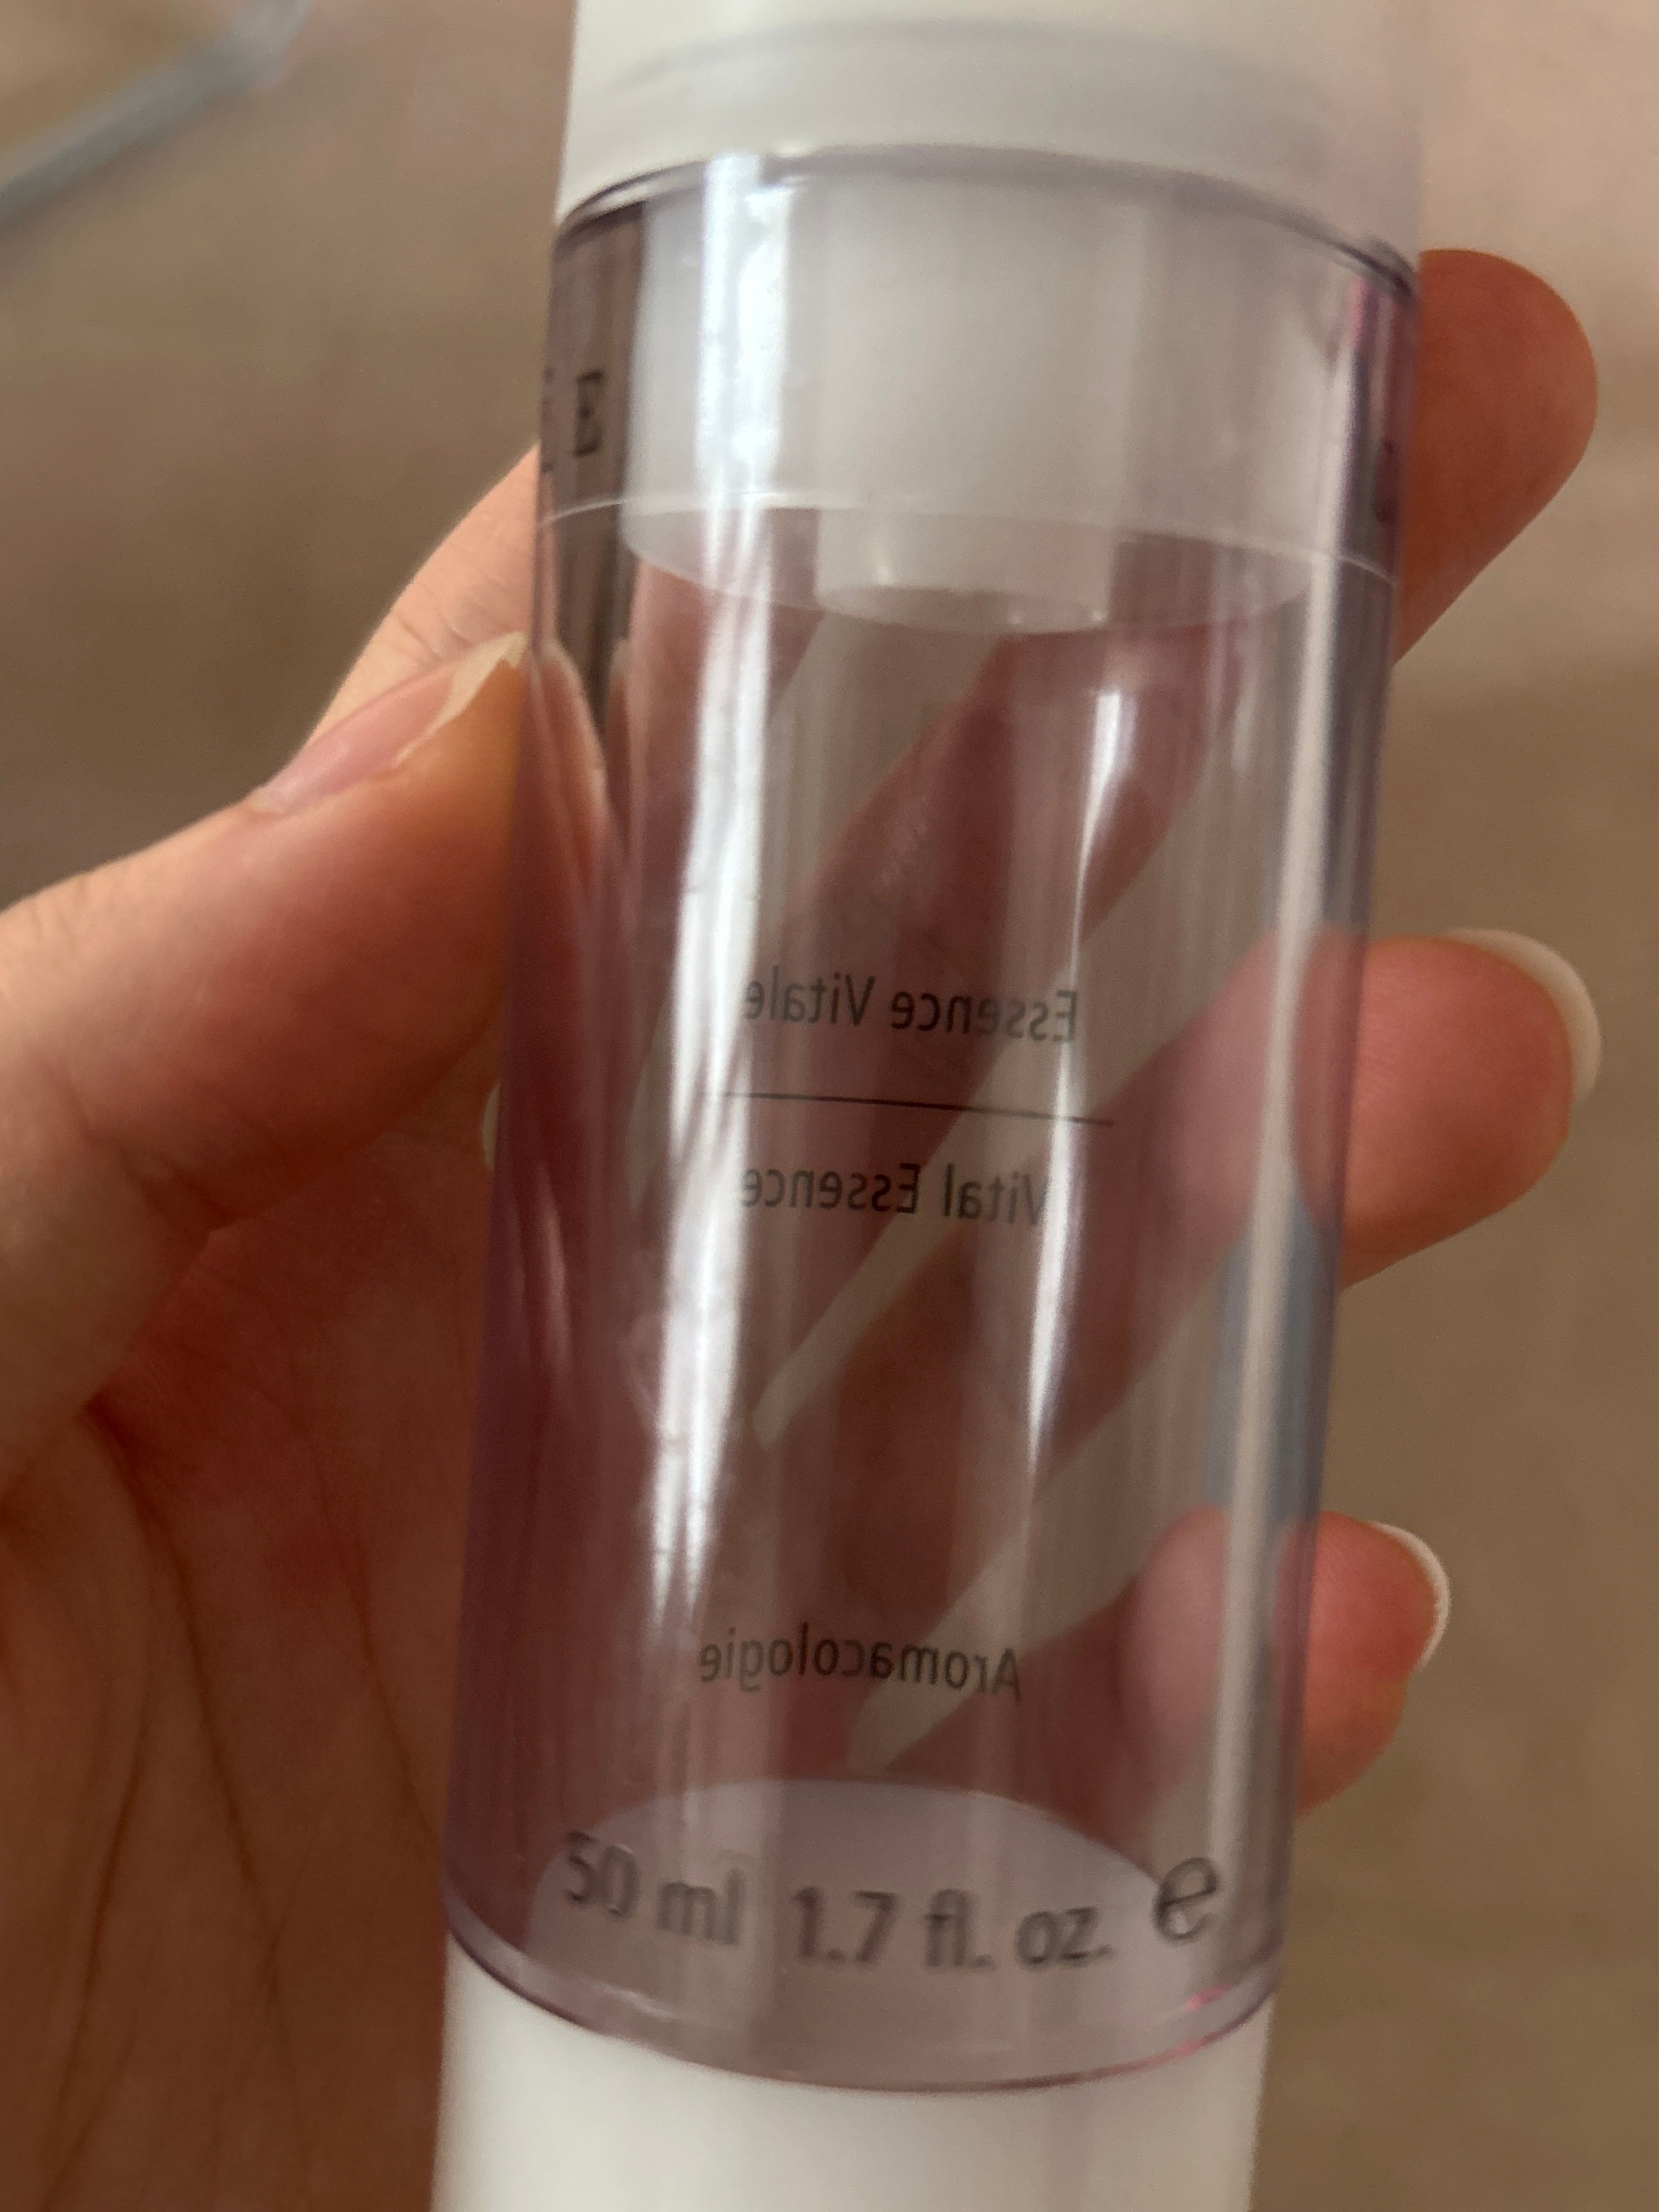 E
Essence Vitale
Vital Essence
Aromacologie
50 ml 1.7 fl. oz. ℮